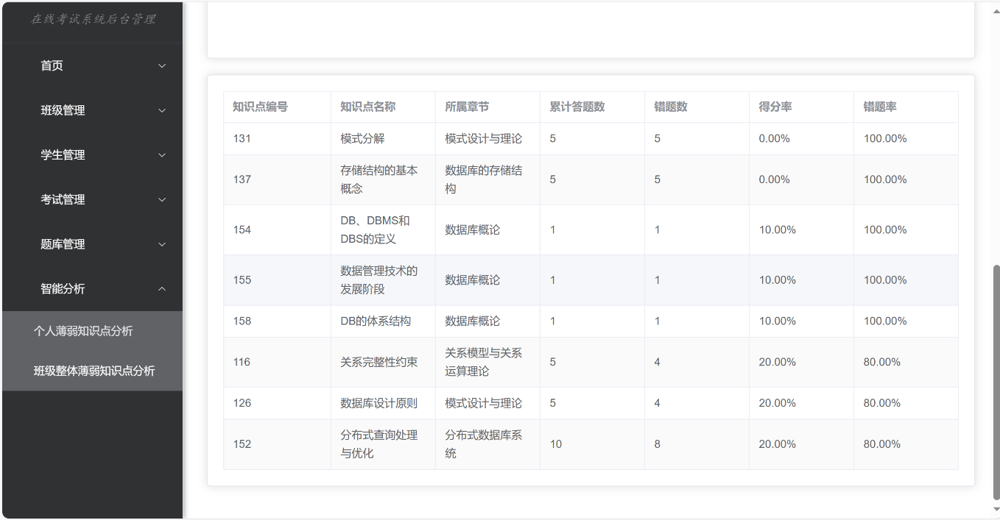 在线考试系统后台管理
首页
班级管理
学生管理
考试管理
题库管理
智能分析
个人薄弱知识点分析
班级整体薄弱知识点分析
知识点编号 知识点名称 所属章节 累计答题数 错题数 得分率 错题率
131 模式分解 模式设计与理论 5 5 0.00% 100.00%
存储结构的基本 数据库的存储结
137 5 5 0.00% 100.00%
概念 构
DB、DBMS和
154 数据库概论 1 1 10.00% 100.00%
DBS的定义
数据管理技术的
155 数据库概论 1 1 10.00% 100.00%
发展阶段
158 DB的体系结构 数据库概论 1 1 10.00% 100.00%
关系模型与关系
116 关系完整性约束 5 4 20.00% 80.00%
运算理论
126 数据库设计原则 模式设计与理论 5 4 20.00% 80.00%
分布式查询处理 分布式数据库系
152 10 8 20.00% 80.00%
与优化 统